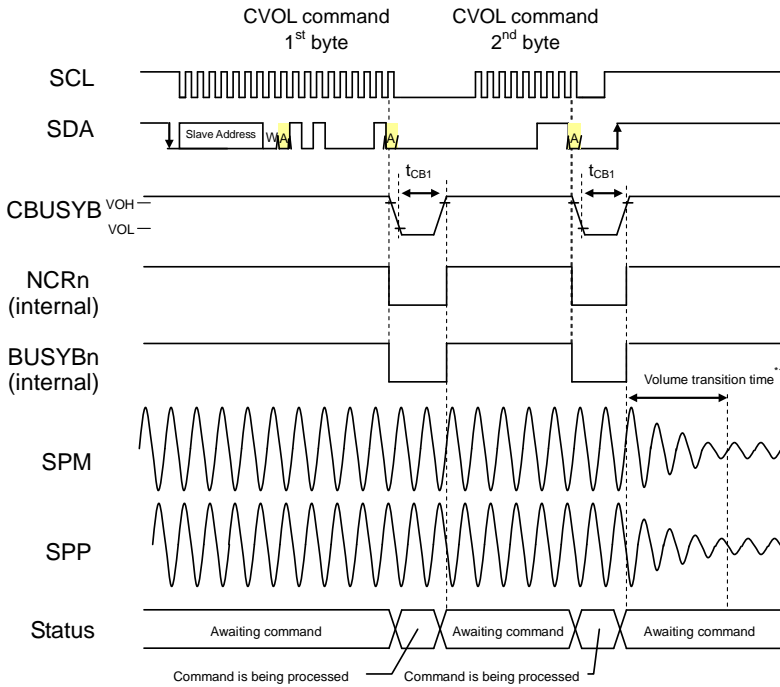 CVOL command
1st byte
CVOL command
2nd byte
SCL
SDA
Slave Address
W
A
A
A
tCB1
tCB1
CBUSYB
VOH
VOL
NCRn
(internal)
BUSYBn
(internal)
Volume transition time
SPM
SPP
Status
Awaiting command
Awaiting command
Awaiting command
Command is being processed
Command is being processed